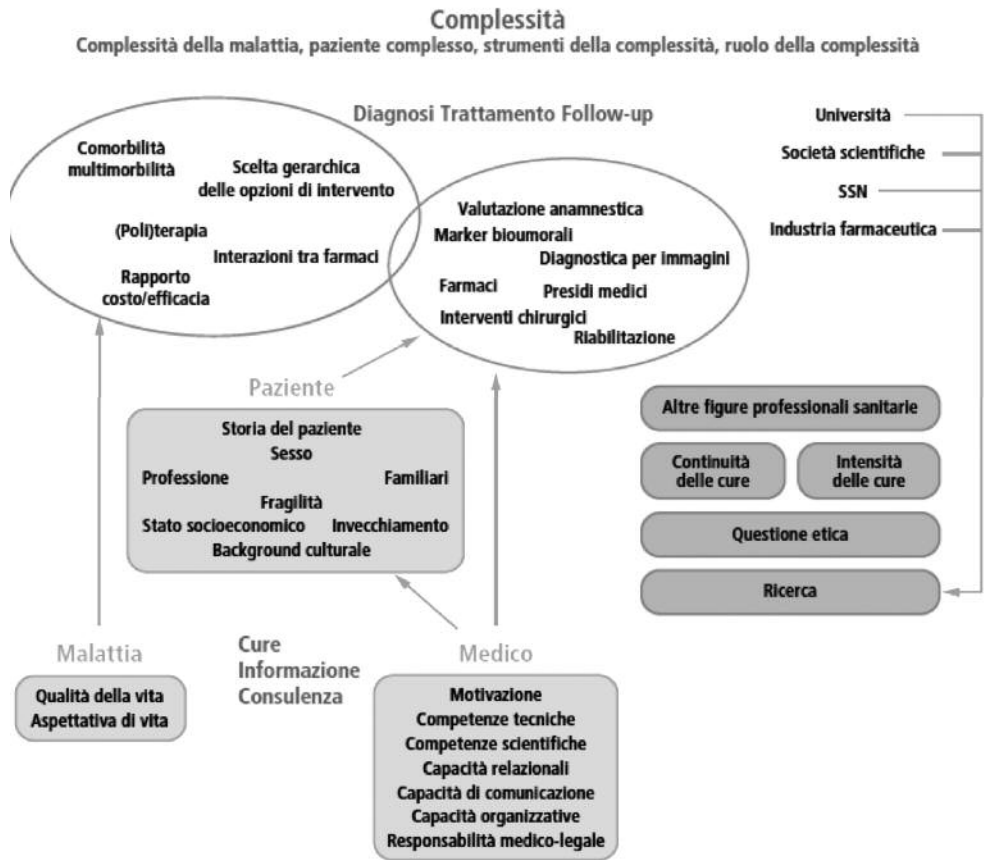 Complessità
Complessità della malattia, paziente complesso, strumenti della complessità, ruolo della complessità
Diagnosi Trattamento Follow-up
Comorbilità
multimorbilità
Scelta gerarchica
delle opzioni di intervento
(Poli)terapia
Interazioni tra farmaci
Rapporto
costo/efficacia
Valutazione anamnestica
Marker bioumorali
Diagnostica per immagini
Farmaci
Presidi medici
Interventi chirurgici
Riabilitazione
Università
Società scientifiche
SSN
Industria farmaceutica
Paziente
Storia del paziente
Sesso
Professione
Familiari
Fragilità
Stato socioeconomico
Invecchiamento
Background culturale
Altre figure professionali sanitarie
Continuità
delle cure
Intensità
delle cure
Questione etica
Ricerca
Malattia
Qualità della vita
Aspettativa di vita
Cure
Informazione
Consulenza
Medico
Motivazione
Competenze tecniche
Competenze scientifiche
Capacità relazionali
Capacità di comunicazione
Capacità organizzative
Responsabilità medico-legale